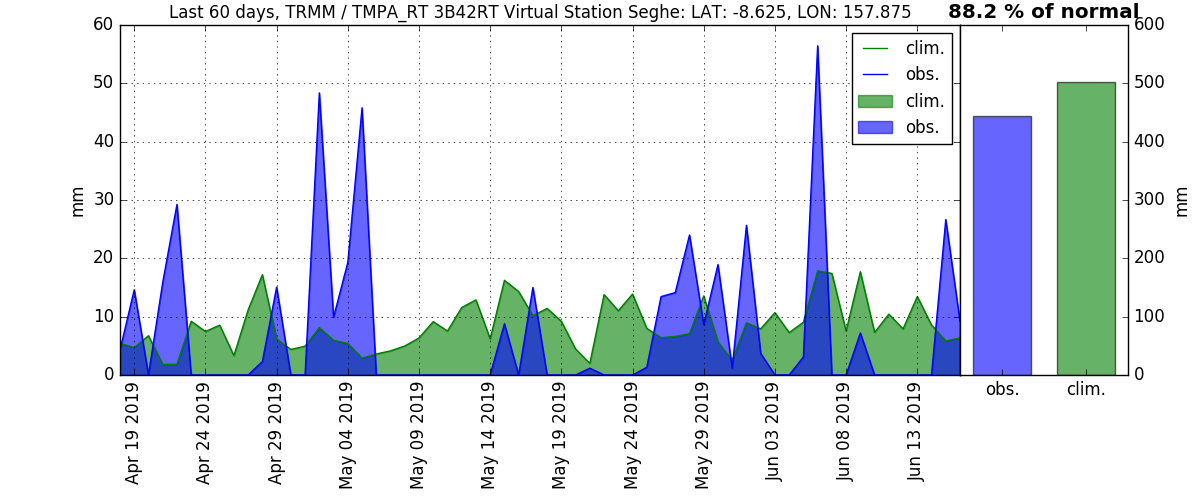 Last 60 days, TRMM / TMPA_RT 3B42RT Virtual Station Seghe: LAT: -8.625, LON: 157.875
88.2 % of normal
60
50
40
30
20
10
0
mm
clim.
obs.
clim.
obs.
600
500
400
300
200
100
0
mm
obs.
clim.
Apr 19 2019
Apr 24 2019
Apr 29 2019
May 04 2019
May 09 2019
May 14 2019
May 19 2019
May 24 2019
May 29 2019
Jun 03 2019
Jun 08 2019
Jun 13 2019